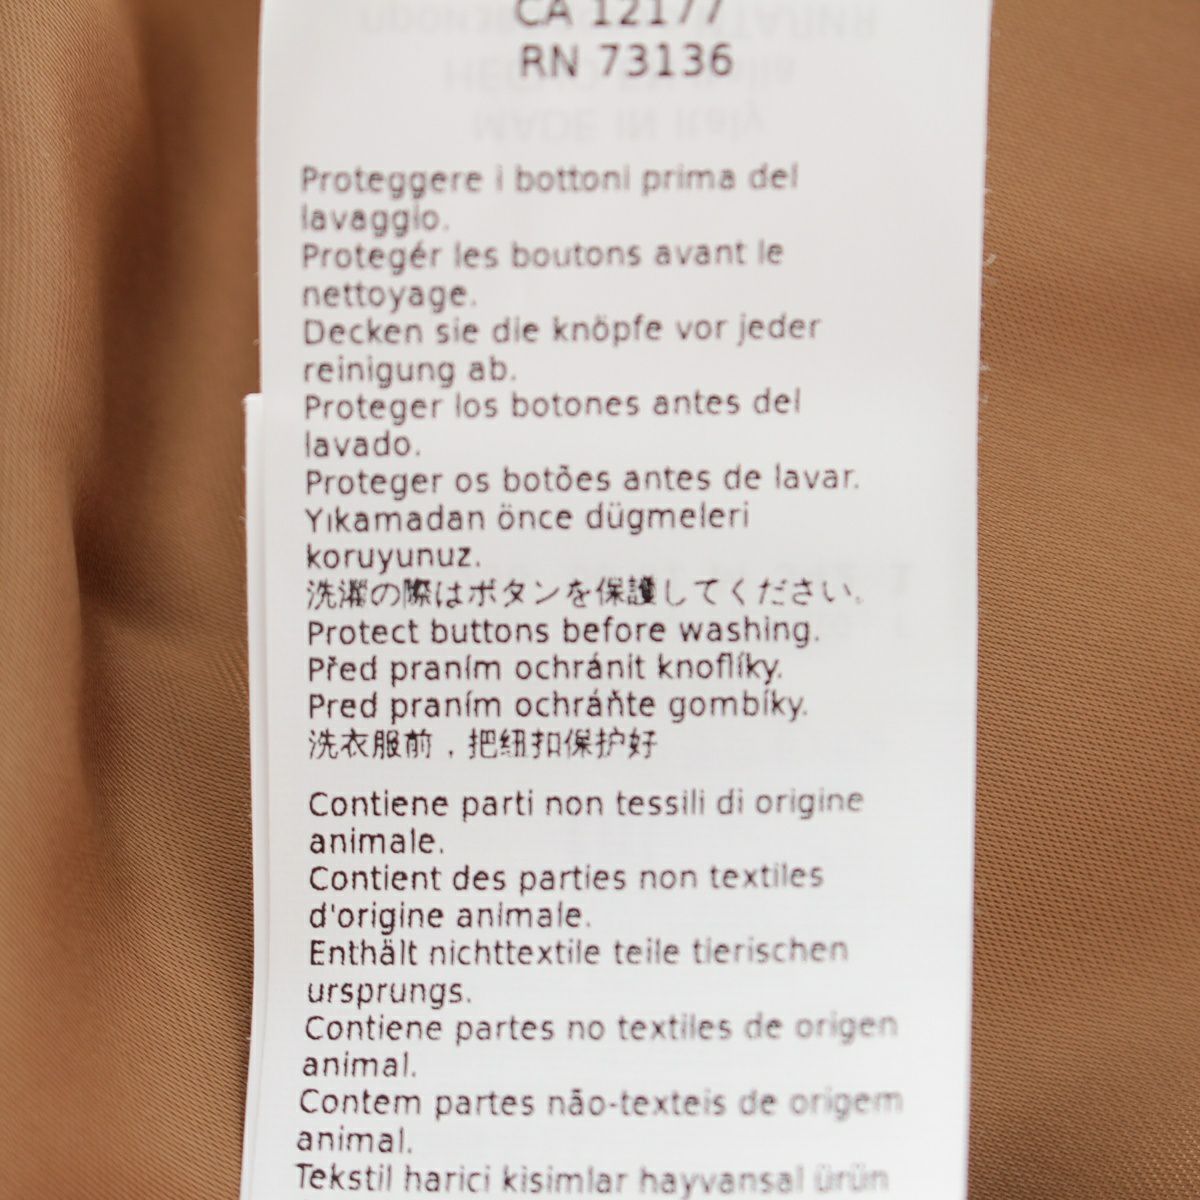 CA 12177
RN 73136
Proteggere i bottoni prima del
lavaggio.
Protegér les boutons avant le
nettoyage.
Decken sie die knöpfe vor jeder
reinigung ab.
Proteger los botones antes del
lavado.
Proteger os botões antes de lavar.
Yıkamadan önce dügmeleri
koruyunuz.
洗濯の際はボタンを保護してください。
Protect buttons before washing.
Před praním ochránit knoflíky.
Pred praním ochráňte gombíky.
洗衣服前，把纽扣保护好
Contiene parti non tessili di origine
animale.
Contient des parties non textiles
d'origine animale.
Enthält nichttextile teile tierischen
ursprungs.
Contiene partes no textiles de origen
animal.
Contem partes não-texteis de origem
animal.
Tekstil harici kisimlar hayvansal ürün